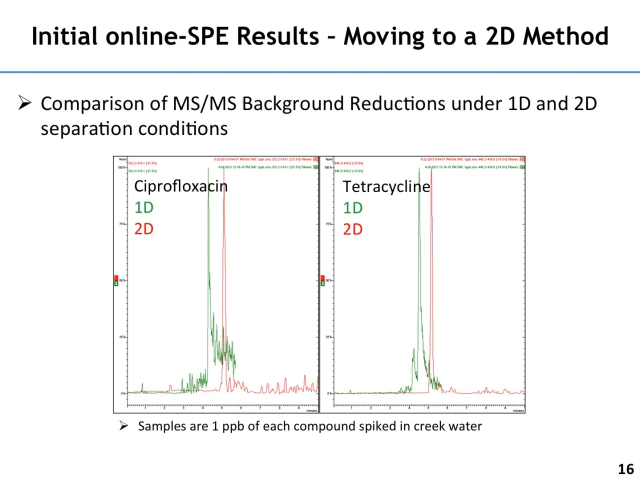 Initial online-SPE Results – Moving to a 2D Method
➢ Comparison of MS/MS Background Reductions under 1D and 2D
separation conditions
Ciprofloxacin
1D
2D
Tetracycline
1D
2D
➢ Samples are 1 ppb of each compound spiked in creek water
16